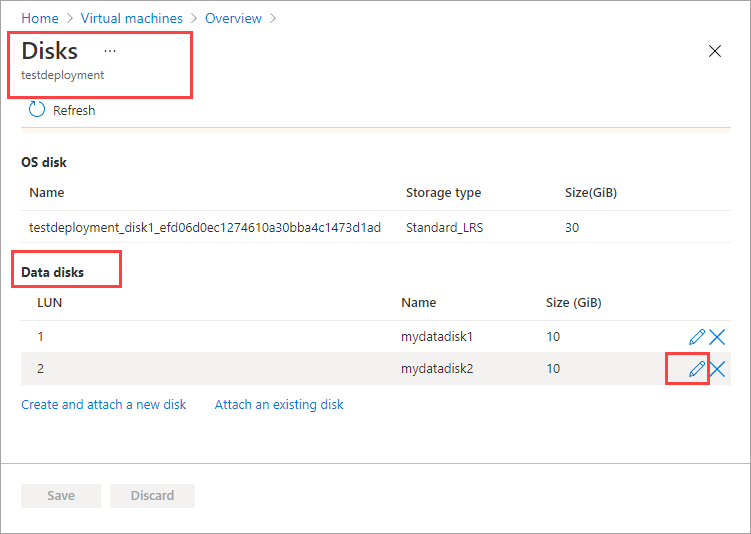 Home > Virtual machines > Overview >
Disks ...
testdeployment
Refresh
OS disk
Name Storage type Size(GiB)
testdeployment_disk1_efd06d0ec1274610a30bba4c1473d1ad Standard_LRS 30
Data disks
LUN Name Size (GiB)
1 mydatadisk1 10
2 mydatadisk2 10
Create and attach a new disk Attach an existing disk
Save Discard